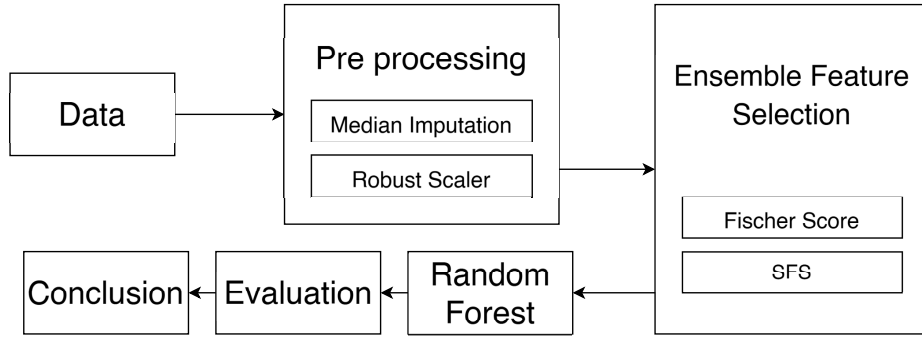 Data
Pre processing
Median Imputation
Robust Scaler
Ensemble Feature
Selection
Fischer Score
SFS
Random
Forest
Evaluation
Conclusion